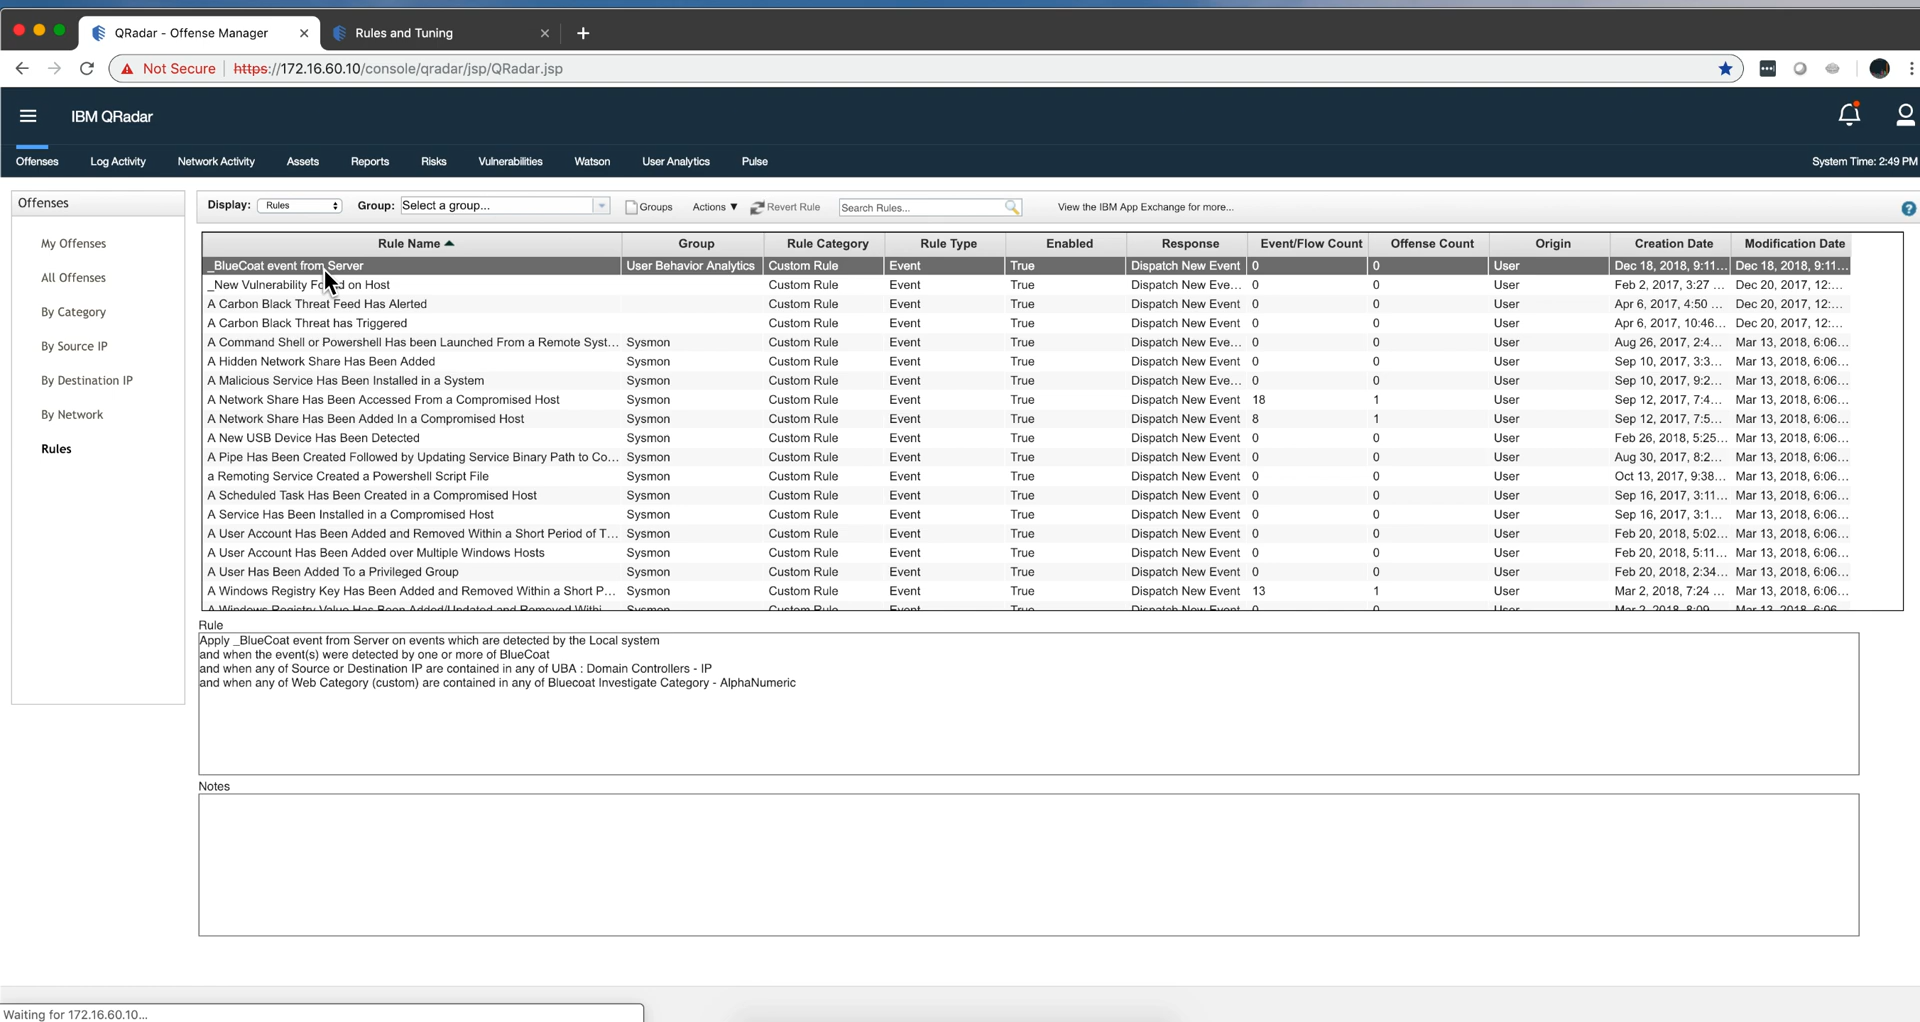 QRadar - Offense Manager
Rules and Tuning
Not Secure
https://172.16.60.10/console/qradar/jsp/QRadar.jsp
IBM QRadar
Offenses Log Activity Network Activity Assets Reports Risks Vulnerabilities Watson User Analytics Pulse System Time: 2:49 PM
Offenses
My Offenses
All Offenses
By Category
By Source IP
By Destination IP
By Network
Rules
Display: Rules Group: Select a group... Groups Actions ▼ Revert Rule Search Rules... View the IBM App Exchange for more...
Rule Name Group Rule Category Rule Type Enabled Response Event/Flow Count Offense Count Origin Creation Date Modification Date
_BlueCoat event from Server User Behavior Analytics Custom Rule Event True Dispatch New Event 0 0 User Dec 18, 2018, 9:11... Dec 18, 2018, 9:11...
_New Vulnerability on Host Custom Rule Event True Dispatch New Eve... 0 0 User Feb 2, 2017, 3:27 ... Dec 20, 2017, 12:...
A Carbon Black Threat Feed Has Alerted Custom Rule Event True Dispatch New Event 0 0 User Apr 6, 2017, 4:50 ... Dec 20, 2017, 12:...
A Carbon Black Threat has Triggered Custom Rule Event True Dispatch New Event 0 0 User Apr 6, 2017, 10:46... Dec 20, 2017, 12:...
A Command Shell or Powershell Has been Launched From a Remote Syst... Sysmon Custom Rule Event True Dispatch New Eve... 0 0 User Aug 26, 2017, 2:4... Mar 13, 2018, 6:06...
A Hidden Network Share Has Been Added Sysmon Custom Rule Event True Dispatch New Event 0 0 User Sep 10, 2017, 3:3... Mar 13, 2018, 6:06...
A Malicious Service Has Been Installed in a System Sysmon Custom Rule Event True Dispatch New Eve... 0 0 User Sep 10, 2017, 9:2... Mar 13, 2018, 6:06...
A Network Share Has Been Accessed From a Compromised Host Sysmon Custom Rule Event True Dispatch New Event 18 1 User Sep 12, 2017, 7:4... Mar 13, 2018, 6:06...
A Network Share Has Been Added In a Compromised Host Sysmon Custom Rule Event True Dispatch New Event 8 1 User Sep 12, 2017, 7:5... Mar 13, 2018, 6:06...
A New USB Device Has Been Detected Sysmon Custom Rule Event True Dispatch New Event 0 0 User Feb 26, 2018, 5:25... Mar 13, 2018, 6:06...
A Pipe Has Been Created Followed by Updating Service Binary Path to Co... Sysmon Custom Rule Event True Dispatch New Event 0 0 User Aug 30, 2017, 8:2... Mar 13, 2018, 6:06...
a Remoting Service Created a Powershell Script File Sysmon Custom Rule Event True Dispatch New Event 0 0 User Oct 13, 2017, 9:38... Mar 13, 2018, 6:06...
A Scheduled Task Has Been Created in a Compromised Host Sysmon Custom Rule Event True Dispatch New Event 0 0 User Sep 16, 2017, 3:11... Mar 13, 2018, 6:06...
A Service Has Been Installed in a Compromised Host Sysmon Custom Rule Event True Dispatch New Event 0 0 User Sep 16, 2017, 3:1... Mar 13, 2018, 6:06...
A User Account Has Been Added and Removed Within a Short Period of T... Sysmon Custom Rule Event True Dispatch New Event 0 0 User Feb 20, 2018, 5:02... Mar 13, 2018, 6:06...
A User Account Has Been Added over Multiple Windows Hosts Sysmon Custom Rule Event True Dispatch New Event 0 0 User Feb 20, 2018, 5:11... Mar 13, 2018, 6:06...
A User Has Been Added To a Privileged Group Sysmon Custom Rule Event True Dispatch New Event 0 0 User Feb 20, 2018, 2:34... Mar 13, 2018, 6:06...
A Windows Registry Key Has Been Added and Removed Within a Short P... Sysmon Custom Rule Event True Dispatch New Event 13 1 User Mar 2, 2018, 7:24 ... Mar 13, 2018, 6:06...
A Windows Registry Value Has Been Added/Updated and Removed Withi... Sysmon Custom Rule Event True Dispatch New Event 0 0 User Mar 2, 2018, 8:09 Mar 13, 2018, 6:06
Rule
Apply _BlueCoat event from Server on events which are detected by the Local system
and when the event(s) were detected by one or more of BlueCoat
and when any of Source or Destination IP are contained in any of UBA : Domain Controllers - IP
and when any of Web Category (custom) are contained in any of Bluecoat Investigate Category - AlphaNumeric
Notes
Waiting for 172.16.60.10...